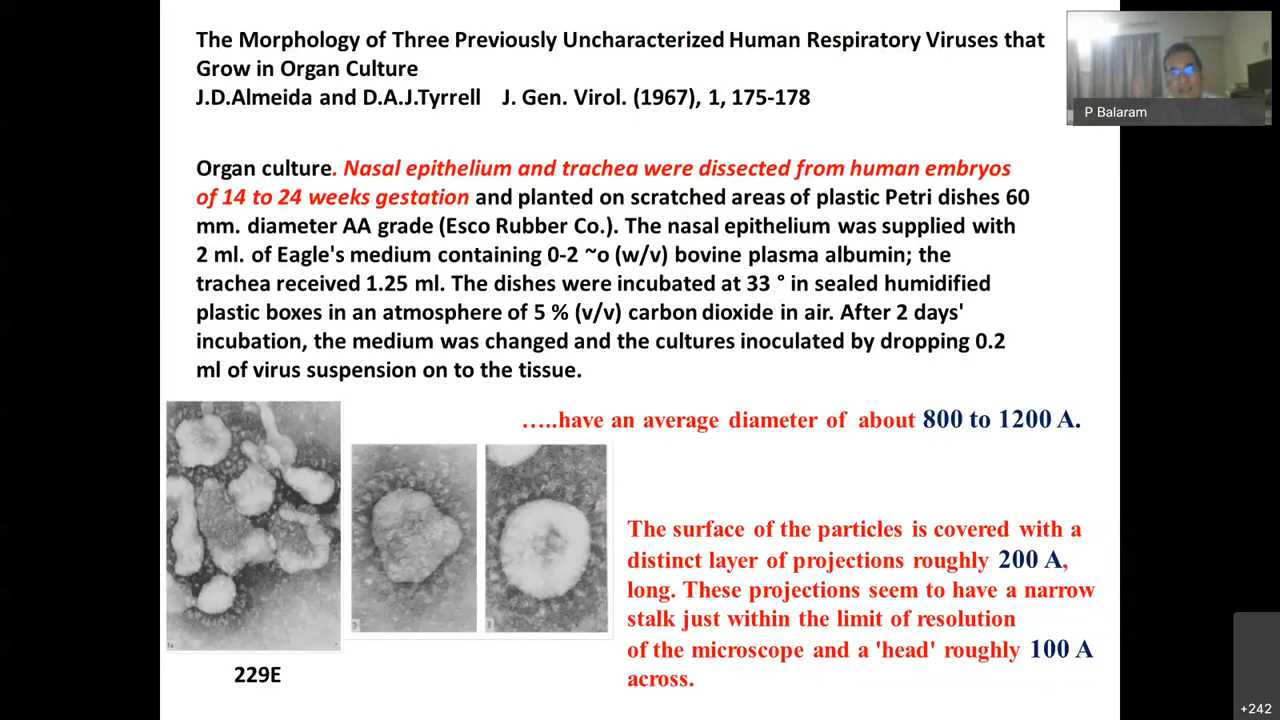 The Morphology of Three Previously Uncharacterized Human Respiratory Viruses that
Grow in Organ Culture
J.D.Almeida and D.A.J.Tyrrell J. Gen. Virol. (1967), 1, 175-178
P Balaram
Organ culture. Nasal epithelium and trachea were dissected from human embryos
of 14 to 24 weeks gestation and planted on scratched areas of plastic Petri dishes 60
mm. diameter AA grade (Esco Rubber Co.). The nasal epithelium was supplied with
2 ml. of Eagle's medium containing 0-2 ~o (w/v) bovine plasma albumin; the
trachea received 1.25 ml. The dishes were incubated at 33 ° in sealed humidified
plastic boxes in an atmosphere of 5 % (v/v) carbon dioxide in air. After 2 days'
incubation, the medium was changed and the cultures inoculated by dropping 0.2
ml of virus suspension on to the tissue.
…..have an average diameter of about 800 to 1200 A.
The surface of the particles is covered with a
distinct layer of projections roughly 200 A,
long. These projections seem to have a narrow
stalk just within the limit of resolution
of the microscope and a 'head' roughly 100 A
across.
2
3
229E
+242